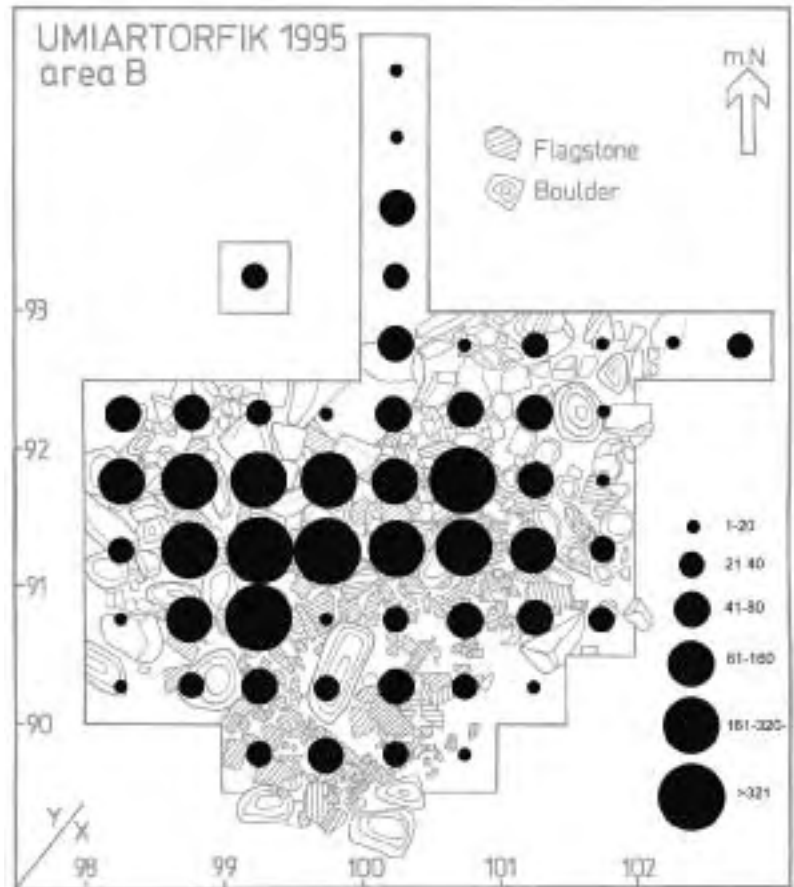 UMIARTORFIK 1995
area B
m.N
Flagstone
Boulder
93
92
91
90
1-20
21-40
41-80
61-160
161-320-
>321
Y/X
98 99 100 101 102